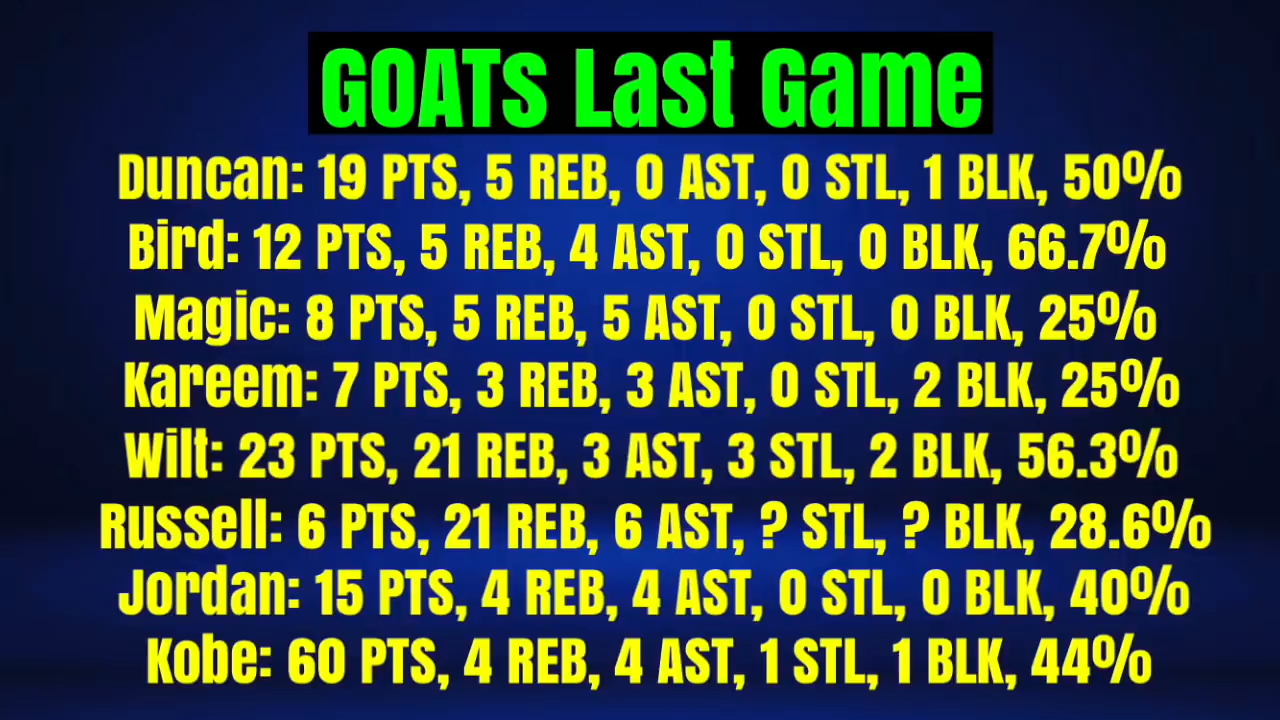 GOATs Last Game
Duncan: 19 PTS, 5 REB, 0 AST, 0 STL, 1 BLK, 50%
Bird: 12 PTS, 5 REB, 4 AST, 0 STL, 0 BLK, 66.7%
Magic: 8 PTS, 5 REB, 5 AST, 0 STL, 0 BLK, 25%
Kareem: 7 PTS, 3 REB, 3 AST, 0 STL, 2 BLK, 25%
Wilt: 23 PTS, 21 REB, 3 AST, 3 STL, 2 BLK, 56.3%
Russell: 6 PTS, 21 REB, 6 AST, ? STL, ? BLK, 28.6%
Jordan: 15 PTS, 4 REB, 4 AST, 0 STL, 0 BLK, 40%
Kobe: 60 PTS, 4 REB, 4 AST, 1 STL, 1 BLK, 44%